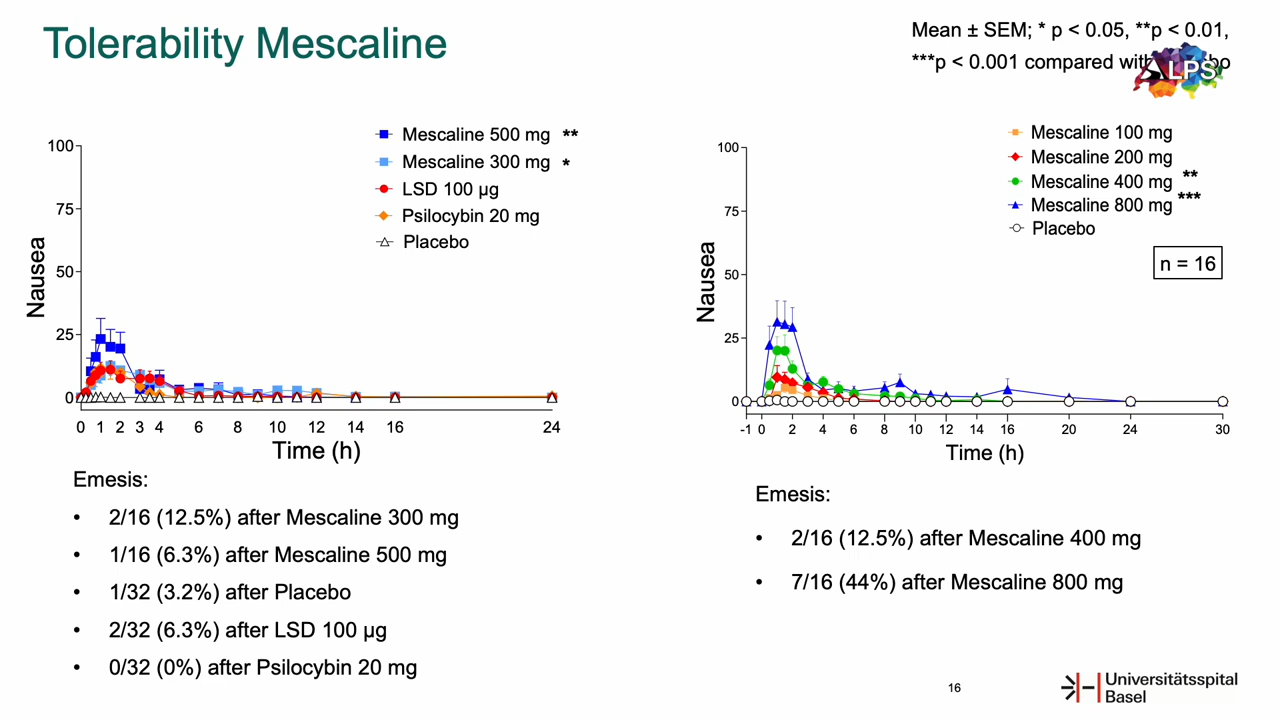 Tolerability Mescaline
Mean ± SEM; * p < 0.05, **p < 0.01,
***p < 0.001 compared with bo
ALPS
Mescaline 500 mg **
Mescaline 300 mg *
LSD 100 µg
Psilocybin 20 mg
Placebo
100
75
50
25
0
Nausea
0 1 2 3 4 6 8 10 12 14 16 24
Time (h)
Emesis:
• 2/16 (12.5%) after Mescaline 300 mg
• 1/16 (6.3%) after Mescaline 500 mg
• 1/32 (3.2%) after Placebo
• 2/32 (6.3%) after LSD 100 µg
• 0/32 (0%) after Psilocybin 20 mg
Mescaline 100 mg
Mescaline 200 mg
Mescaline 400 mg **
Mescaline 800 mg ***
Placebo
n = 16
100
75
50
25
0
Nausea
-1 0 2 4 6 8 10 12 14 16 20 24 30
Time (h)
Emesis:
• 2/16 (12.5%) after Mescaline 400 mg
• 7/16 (44%) after Mescaline 800 mg
16
Universitätsspital
Basel